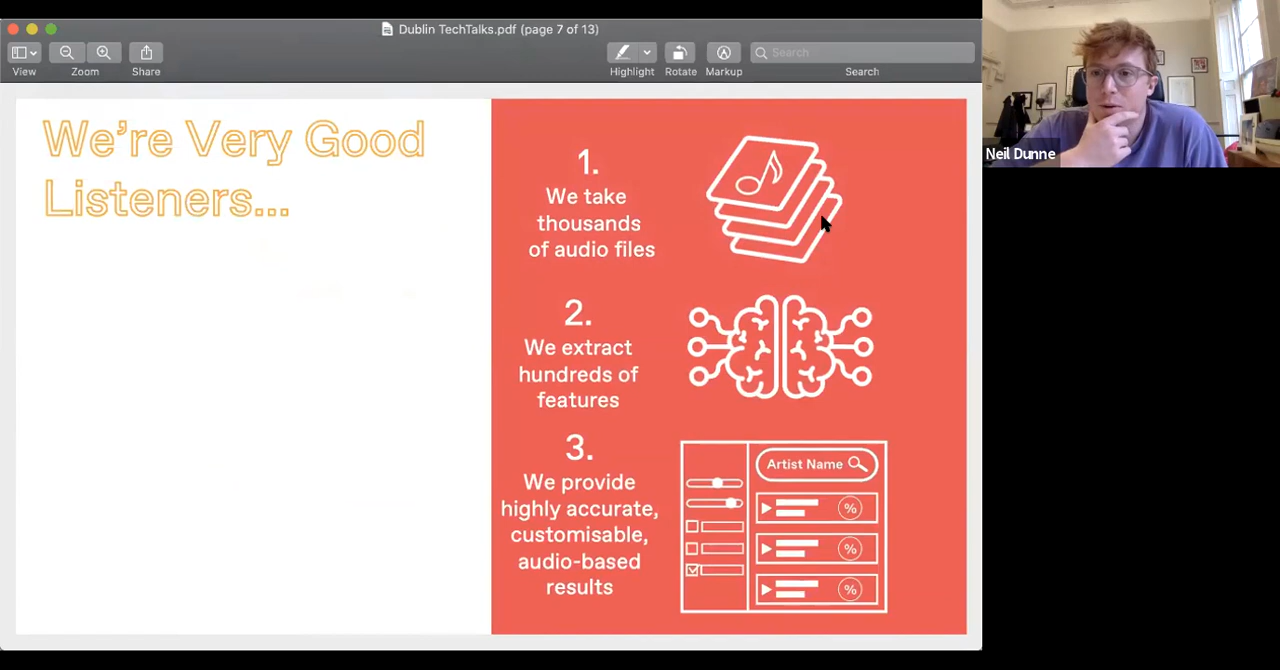 Dublin TechTalks.pdf (page 7 of 13)
View
Zoom
Share
Highlight
Rotate
Markup
Search
Search
Neil Dunne
We’re Very Good
Listeners...
1.
We take
thousands
of audio files
2.
We extract
hundreds of
features
3.
We provide
highly accurate,
customisable,
audio-based
results
Artist Name
%
%
%